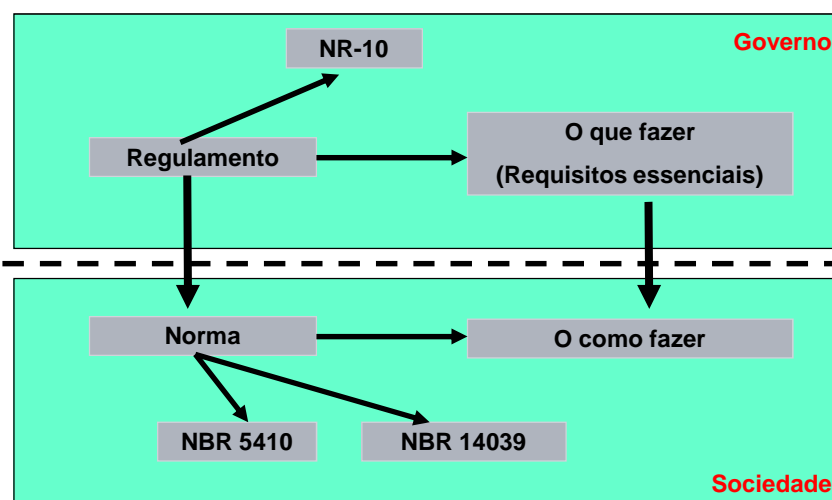 NR-10
Governo
Regulamento
O que fazer
(Requisitos essenciais)
Norma
O como fazer
NBR 5410
NBR 14039
Sociedade